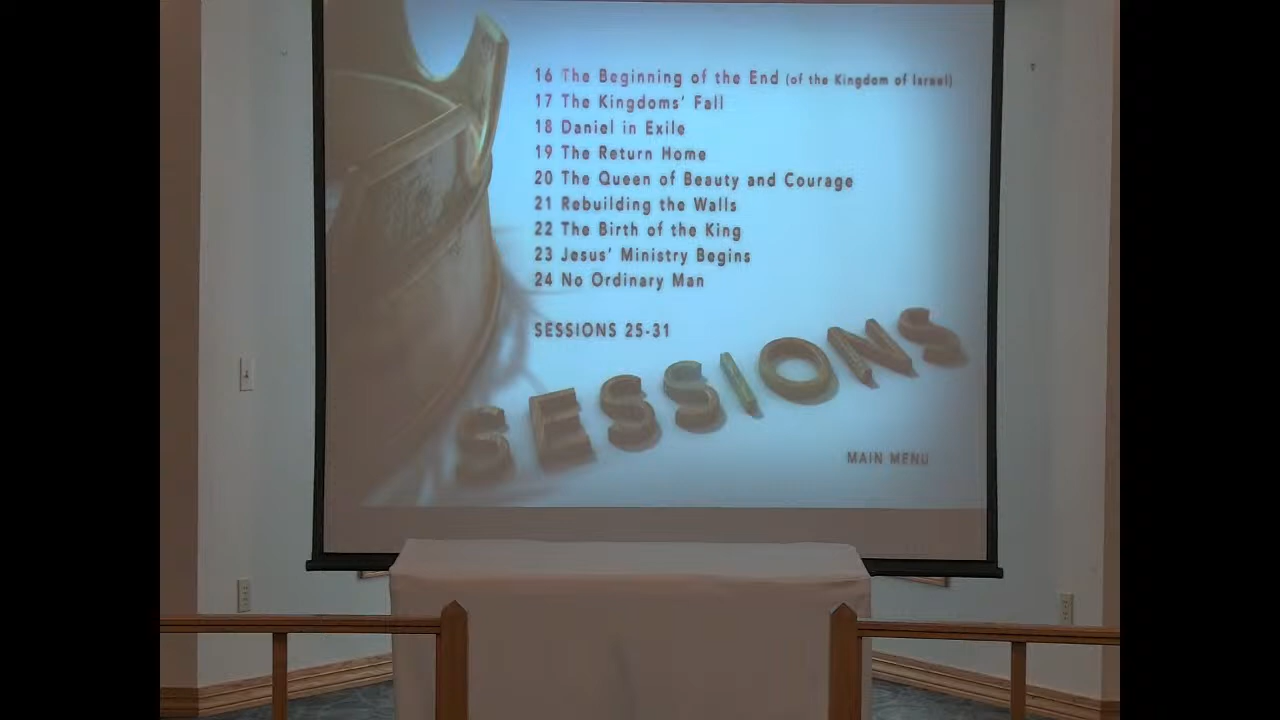 16 The Beginning of the End (of the Kingdom of Israel)
17 The Kingdoms' Fall
18 Daniel in Exile
19 The Return Home
20 The Queen of Beauty and Courage
21 Rebuilding the Walls
22 The Birth of the King
23 Jesus' Ministry Begins
24 No Ordinary Man
SESSIONS 25-31
SESSIONS
MAIN MENU